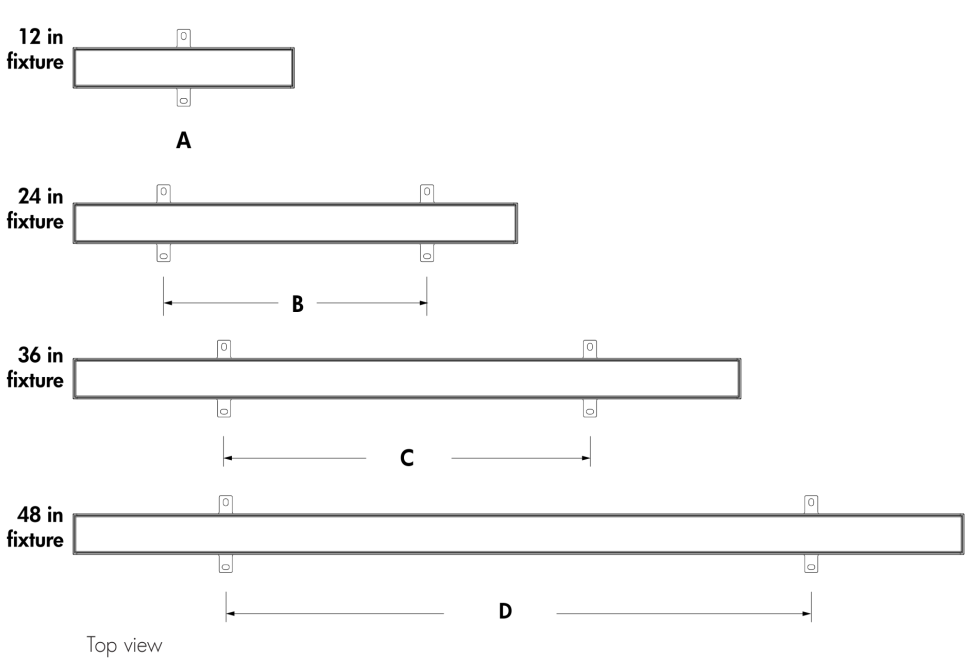 12 in
fixture
A
24 in
fixture
B
36 in
fixture
C
48 in
fixture
D
Top view